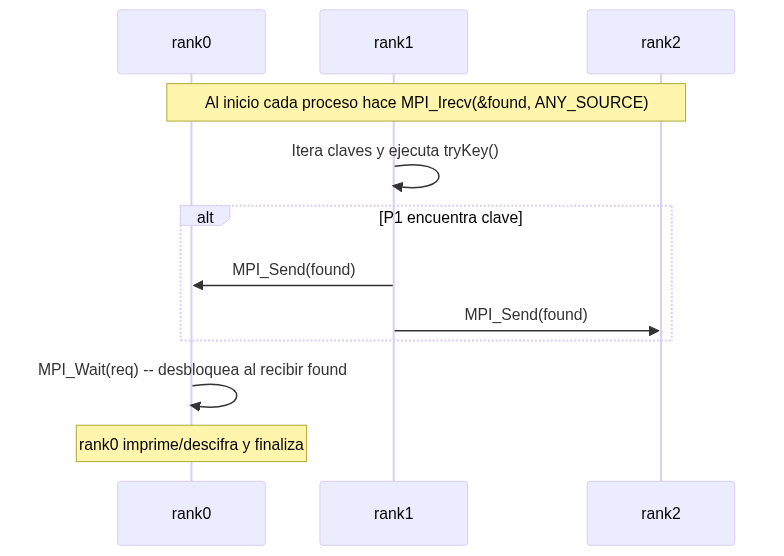 rank0 rank1 rank2
Al inicio cada proceso hace MPI_Irecv(&found, ANY_SOURCE)
Itera claves y ejecuta tryKey()
alt [P1 encuentra clave]
MPI_Send(found)
MPI_Send(found)
MPI_Wait(req) -- desbloquea al recibir found
rank0 imprime/descifra y finaliza
rank0 rank1 rank2